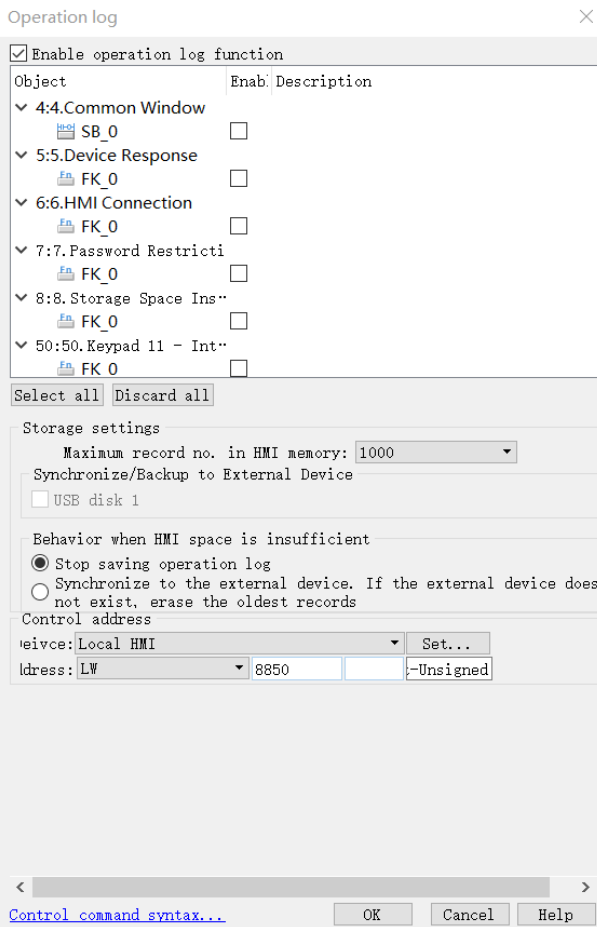 Operation log
Enable operation log function
Object Enab. Description
4:4.Common Window
SB_0
5:5.Device Response
FK_0
6:6.HMI Connection
FK_0
7:7.Password Restricti
FK_0
8:8.Storage Space Ins
FK_0
50:50.Keypad 11 - Int
FK_0
Select all Discard all
Storage settings
Maximum record no. in HMI memory: 1000
Synchronize/Backup to External Device
USB disk 1
Behavior when HMI space is insufficient
Stop saving operation log
Synchronize to the external device. If the external device does
not exist, erase the oldest records
Control address
eivce: Local HMI Set...
ldress: LW 8850 -Unsigned
Control command syntax... OK Cancel Help